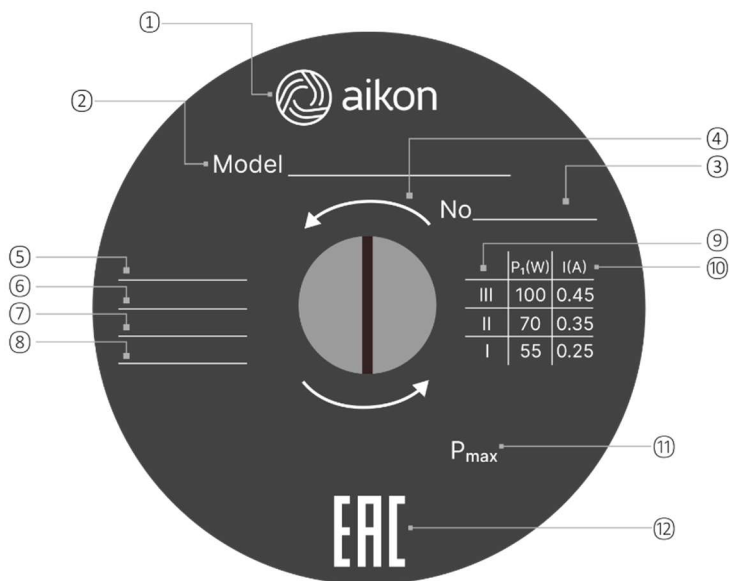 ①
aikon
②
Model
④
③
No
⑤
⑥
⑦
⑧
⑨
⑩
P₁(W) I(A)
III 100 0.45
II 70 0.35
I 55 0.25
Pmax
⑪
EAC
⑫